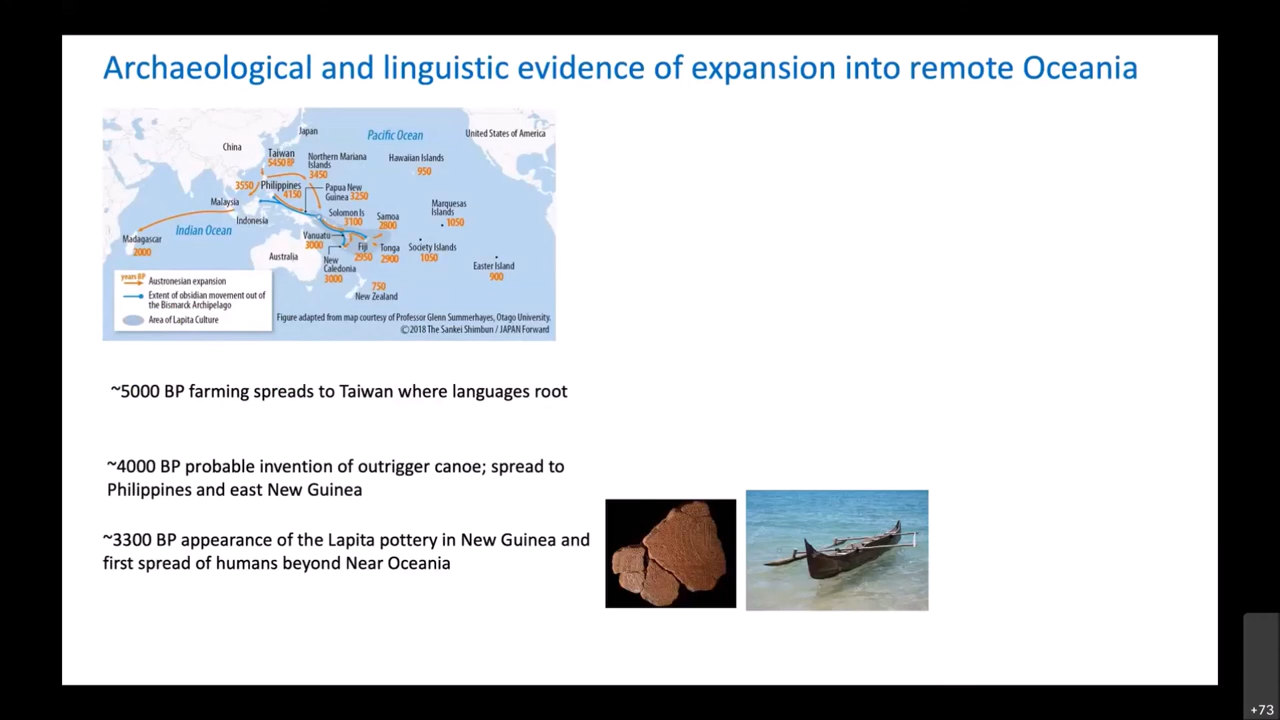 Archaeological and linguistic evidence of expansion into remote Oceania
Japan
Pacific Ocean
United States of America
China
Taiwan
5450 BP
Northern Mariana
Islands
3450
Hawaiian Islands
950
3550
Philippines
4150
Papua New
Guinea 3250
Malaysia
Marquesas
Islands
1050
Solomon Is
3100
Samoa
2800
Indonesia
Indian Ocean
Madagascar
2000
Vanuatu
3000
Fiji
2950
Tonga
2900
Society Islands
1050
Australia
New
Caledonia
3000
Easter Island
900
750
New Zealand
years BP
Austronesian expansion
Extent of obsidian movement out of
the Bismarck Archipelago
Area of Lapita Culture
Figure adapted from map courtesy of Professor Glenn Summerhayes, Otago University.
©2018 The Sankei Shimbun / JAPAN Forward
~5000 BP farming spreads to Taiwan where languages root
~4000 BP probable invention of outrigger canoe; spread to
Philippines and east New Guinea
~3300 BP appearance of the Lapita pottery in New Guinea and
first spread of humans beyond Near Oceania
+73